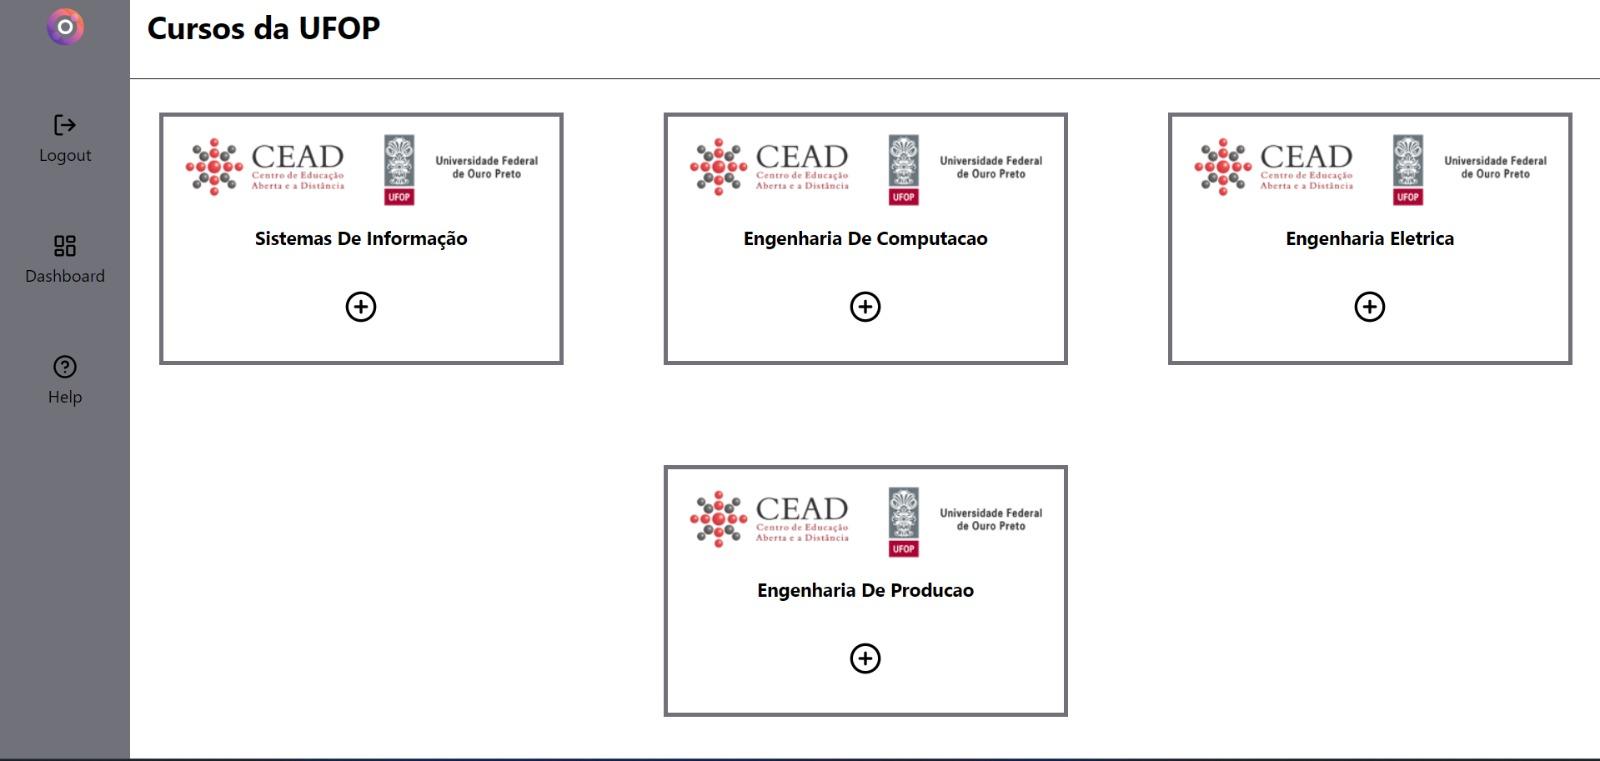 Cursos da UFOP
Logout
Dashboard
Help
CEAD
Centro de Educação
Aberta e a Distância
UFOP
Universidade Federal
de Ouro Preto
Sistemas De Informação
CEAD
Centro de Educação
Aberta e a Distância
UFOP
Universidade Federal
de Ouro Preto
Engenharia De Computacao
CEAD
Centro de Educação
Aberta e a Distância
UFOP
Universidade Federal
de Ouro Preto
Engenharia Eletrica
CEAD
Centro de Educação
Aberta e a Distância
UFOP
Universidade Federal
de Ouro Preto
Engenharia De Producao